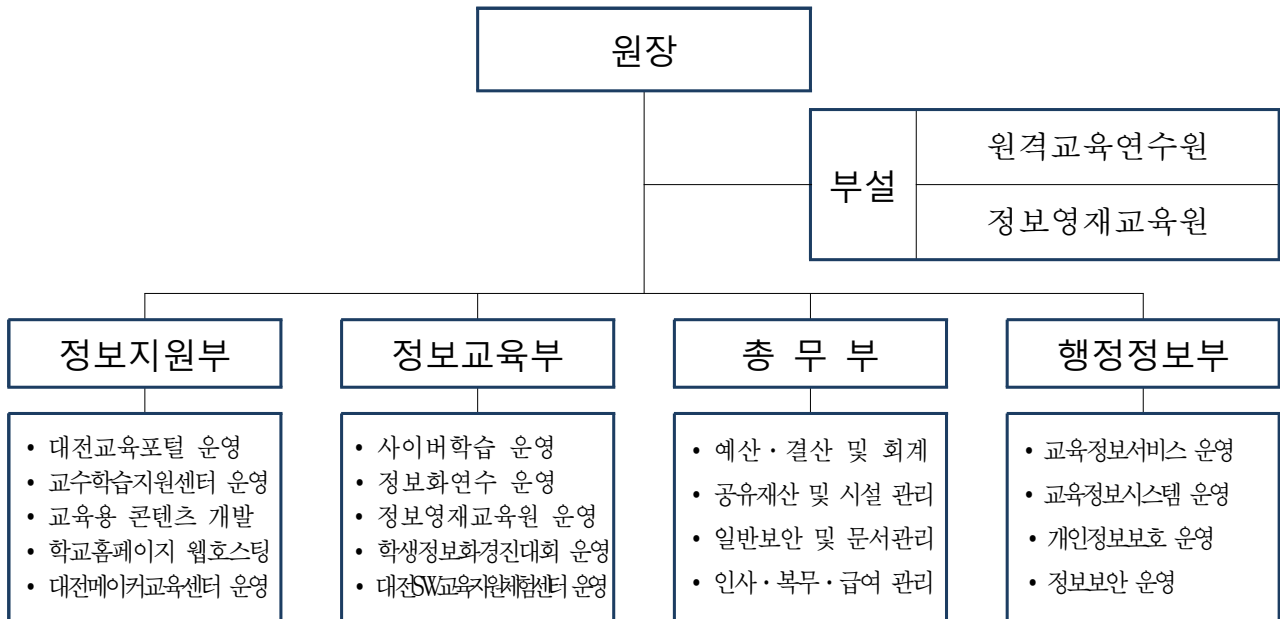 원장
부설
원격교육연수원
정보영재교육원
정보지원부
정보교육부
총 무 부
행정정보부
• 대전교육포털 운영
• 교수학습지원센터 운영
• 교육용 콘텐츠 개발
• 학교홈페이지 웹호스팅
• 대전메이커교육센터 운영
• 사이버학습 운영
• 정보화연수 운영
• 정보영재교육원 운영
• 학생정보화경진대회 운영
• 대전SW교육지원체험센터 운영
• 예산·결산 및 회계
• 공유재산 및 시설 관리
• 일반보안 및 문서관리
• 인사·복무·급여 관리
• 교육정보서비스 운영
• 교육정보시스템 운영
• 개인정보보호 운영
• 정보보안 운영